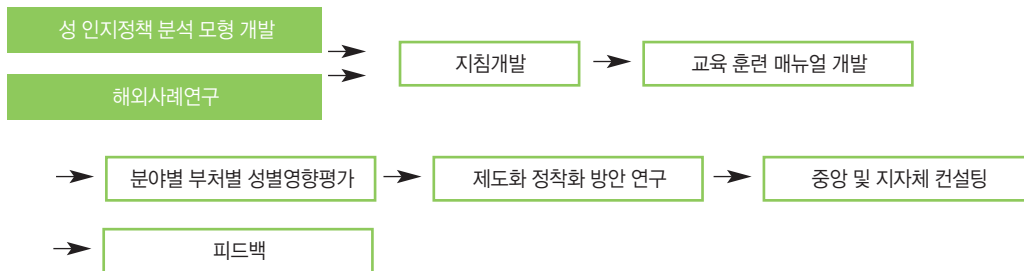 성 인지정책 분석 모형 개발
해외사례연구
지침개발
교육 훈련 매뉴얼 개발
분야별 부처별 성별영향평가
제도화 정착화 방안 연구
중앙 및 지자체 컨설팅
피드백